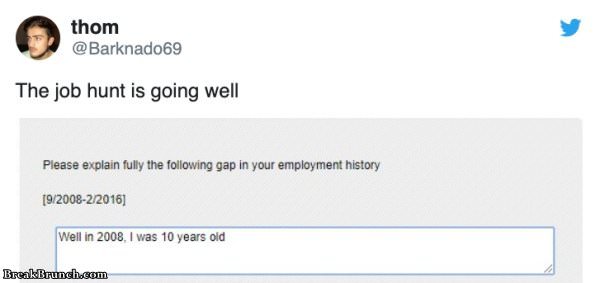 thom
@Barknado69
The job hunt is going well
Please explain fully the following gap in your employment history
[9/2008-2/2016]
Well in 2008, I was 10 years old
BreakBrunch.com